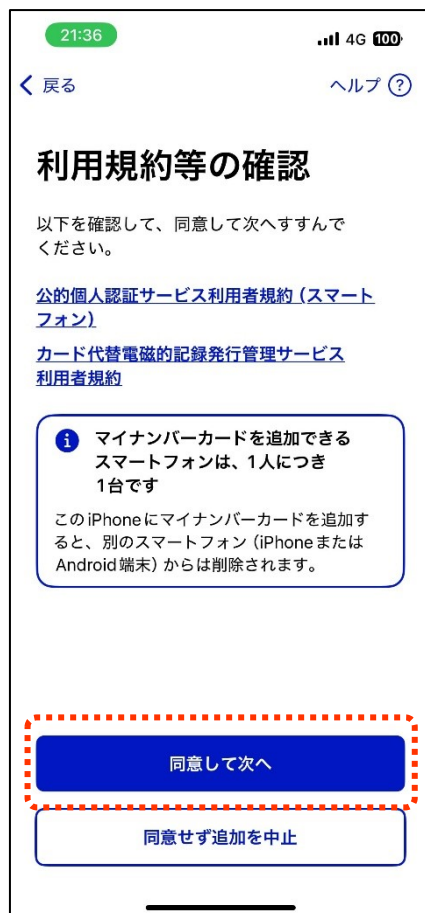 21:36
4G 100
戻る
ヘルプ ?
利用規約等の確認
以下を確認して、同意して次へすすんで
ください。
公的個人認証サービス利用者規約（スマート
フォン）
カード代替電磁的記録発行管理サービス
利用者規約
マイナンバーカードを追加できる
スマートフォンは、1人につき
1台です
このiPhoneにマイナンバーカードを追加す
ると、別のスマートフォン（iPhoneまたは
Android端末）からは削除されます。
同意して次へ
同意せず追加を中止